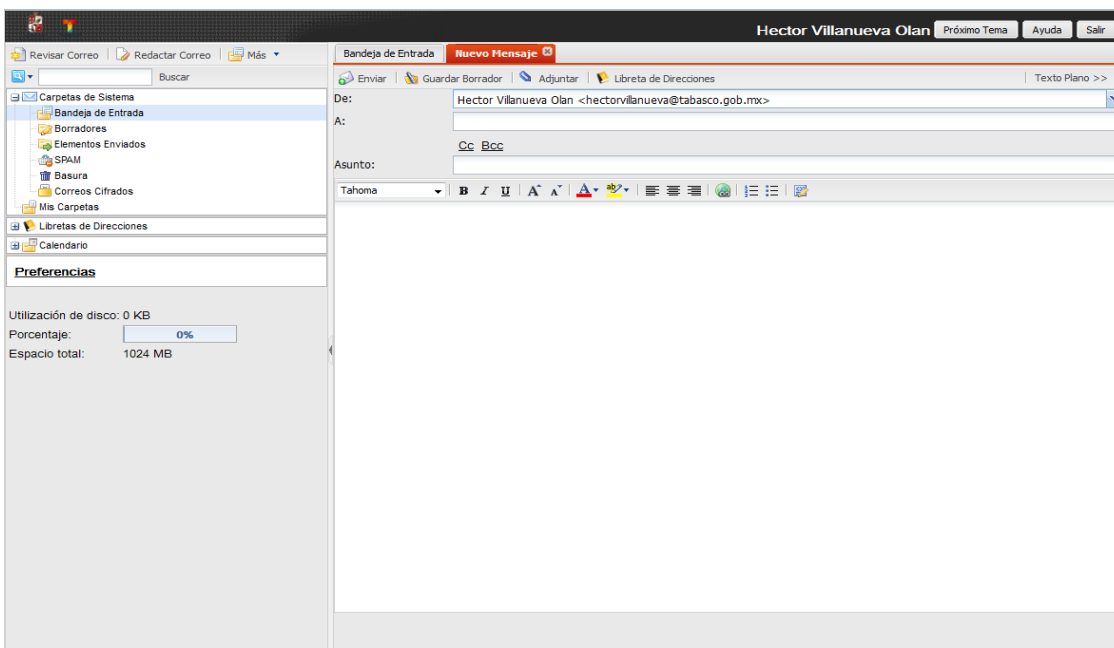 Hector Villanueva Olan Próximo Tema Ayuda Salir
Revisar Correo Redactar Correo Más
Buscar
Carpetas de Sistema
Bandeja de Entrada
Borradores
Elementos Enviados
SPAM
Basura
Correos Cifrados
Mis Carpetas
Libretas de Direcciones
Calendario
Preferencias
Utilización de disco: 0 KB
Porcentaje: 0%
Espacio total: 1024 MB
Bandeja de Entrada Nuevo Mensaje
Enviar Guardar Borrador Adjuntar Libreta de Direcciones Texto Plano >>
De: Hector Villanueva Olan <hectorvillanueva@tabasco.gob.mx>
A:
Cc Bcc
Asunto:
Tahoma B I U A A A ab